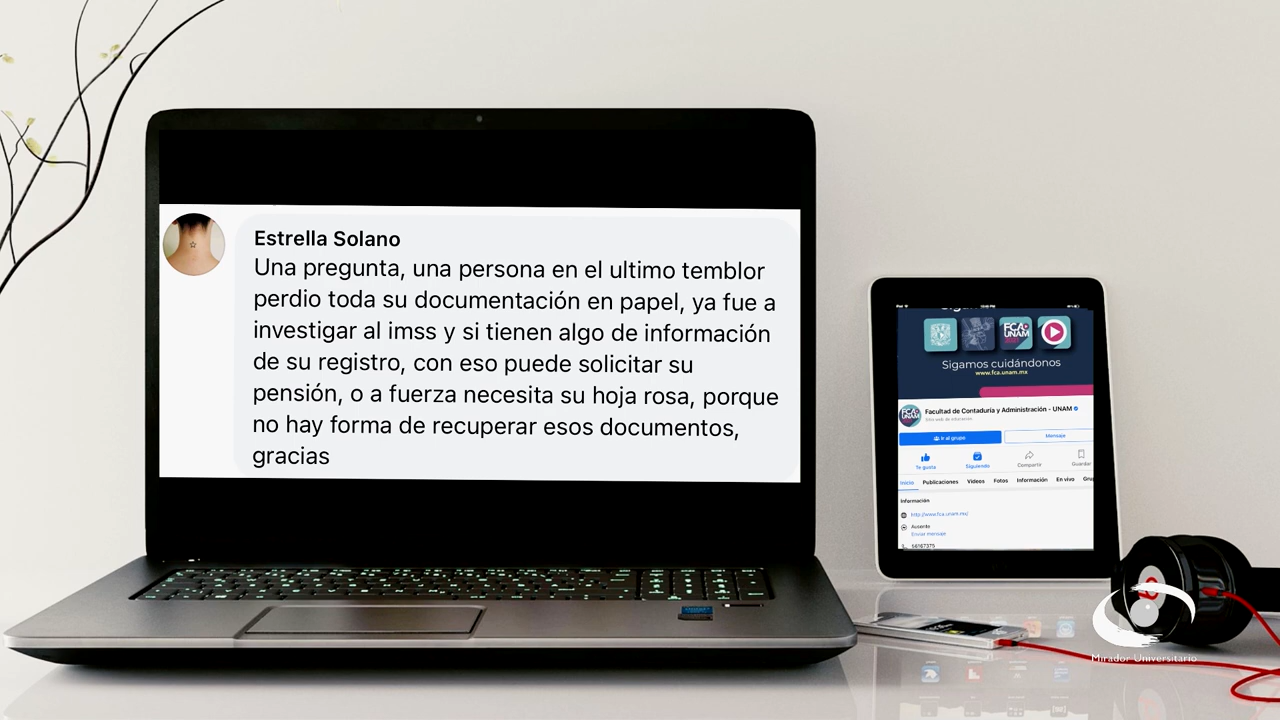 Estrella Solano
Una pregunta, una persona en el ultimo temblor
perdio toda su documentación en papel, ya fue a
investigar al imss y si tienen algo de información
de su registro, con eso puede solicitar su
pensión, o a fuerza necesita su hoja rosa, porque
no hay forma de recuperar esos documentos,
gracias
FCA
UNAM
Sigamos cuidándonos
www.fca.unam.mx
Facultad de Contaduría y Administración - UNAM
Ir al grupo
Mensaje
Te gusta
Siguiendo
Compartir
Guardar
Inicio Publicaciones Videos Fotos Información En vivo Gru
Información
http://www.fca.unam.mx/
Ausente
Enviar mensaje
Mirador Universitario